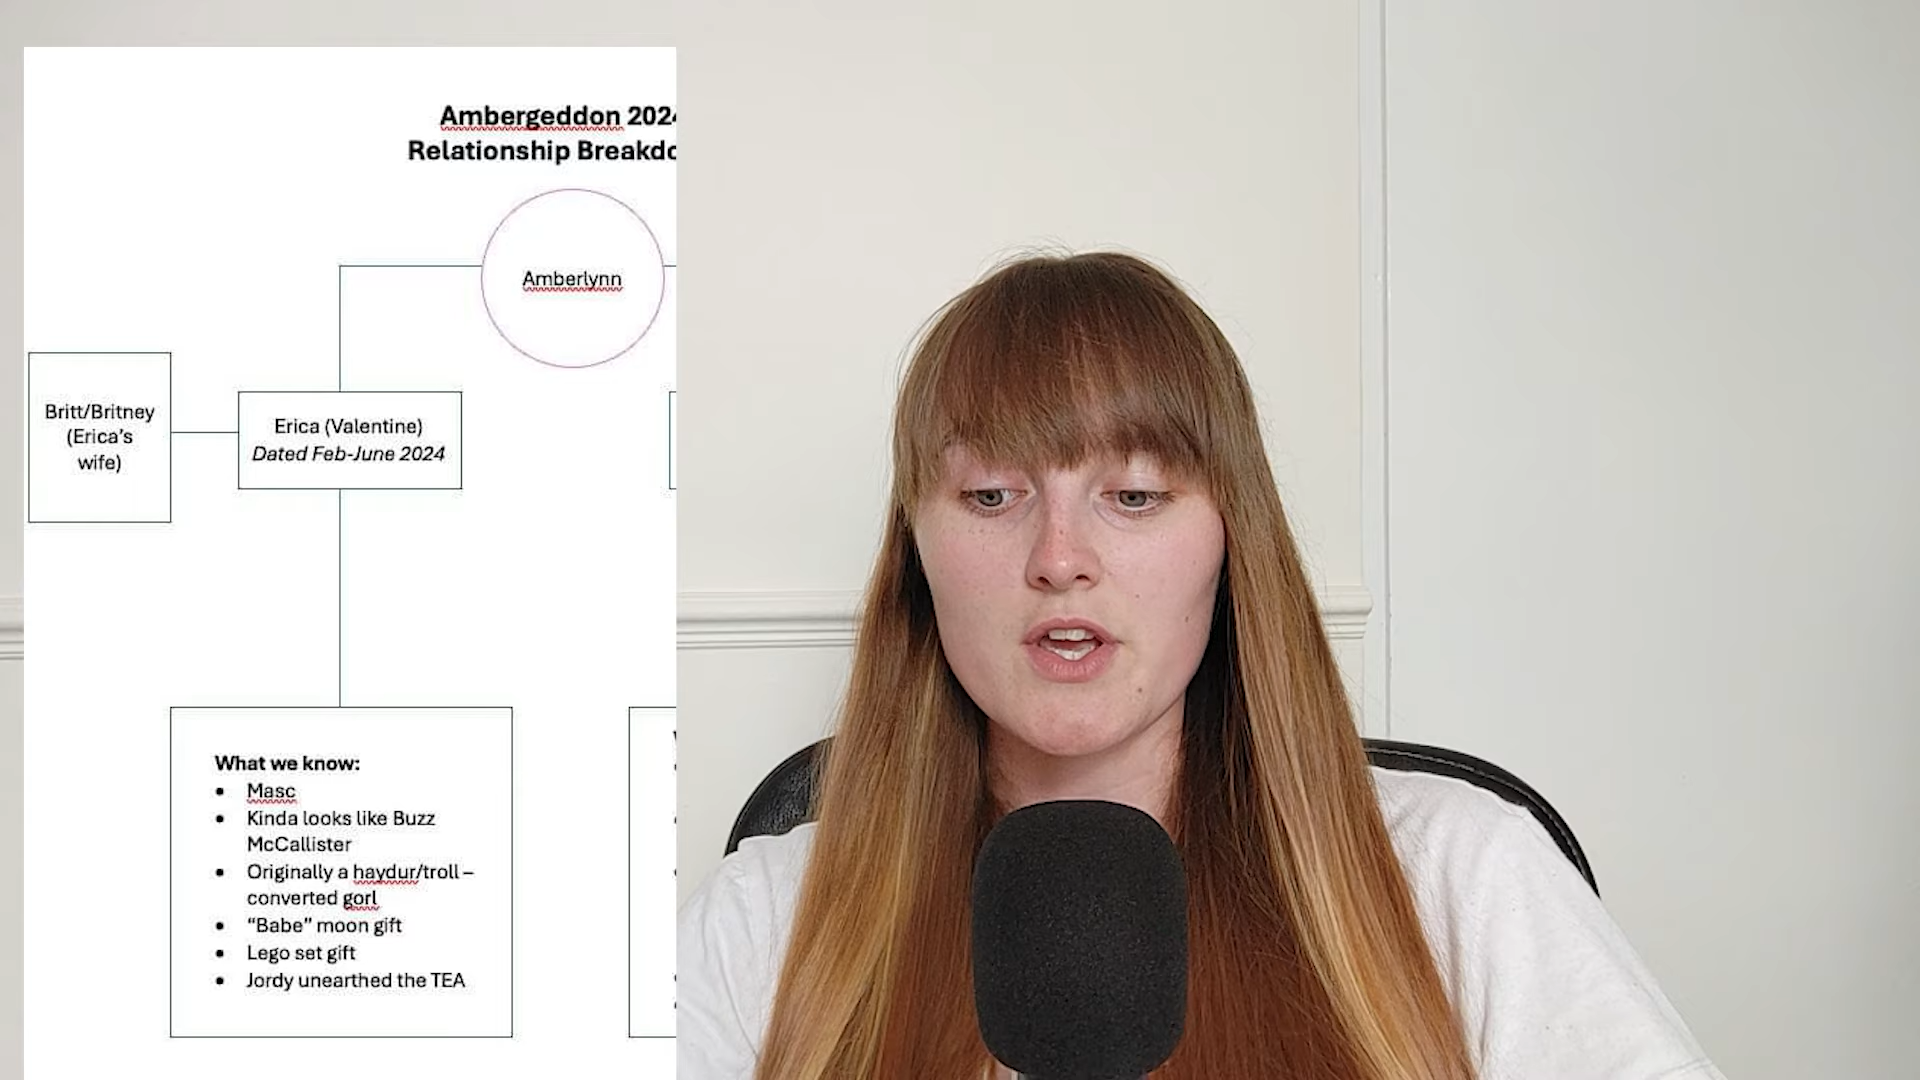 Ambergeddon 2024
Relationship Breakdo
Amberlynn
Britt/Britney
(Erica's
wife)
Erica (Valentine)
Dated Feb-June 2024
What we know:
• Masc
• Kinda looks like Buzz
McCallister
• Originally a haydur/troll –
converted gorl
• “Babe” moon gift
• Lego set gift
• Jordy unearthed the TEA